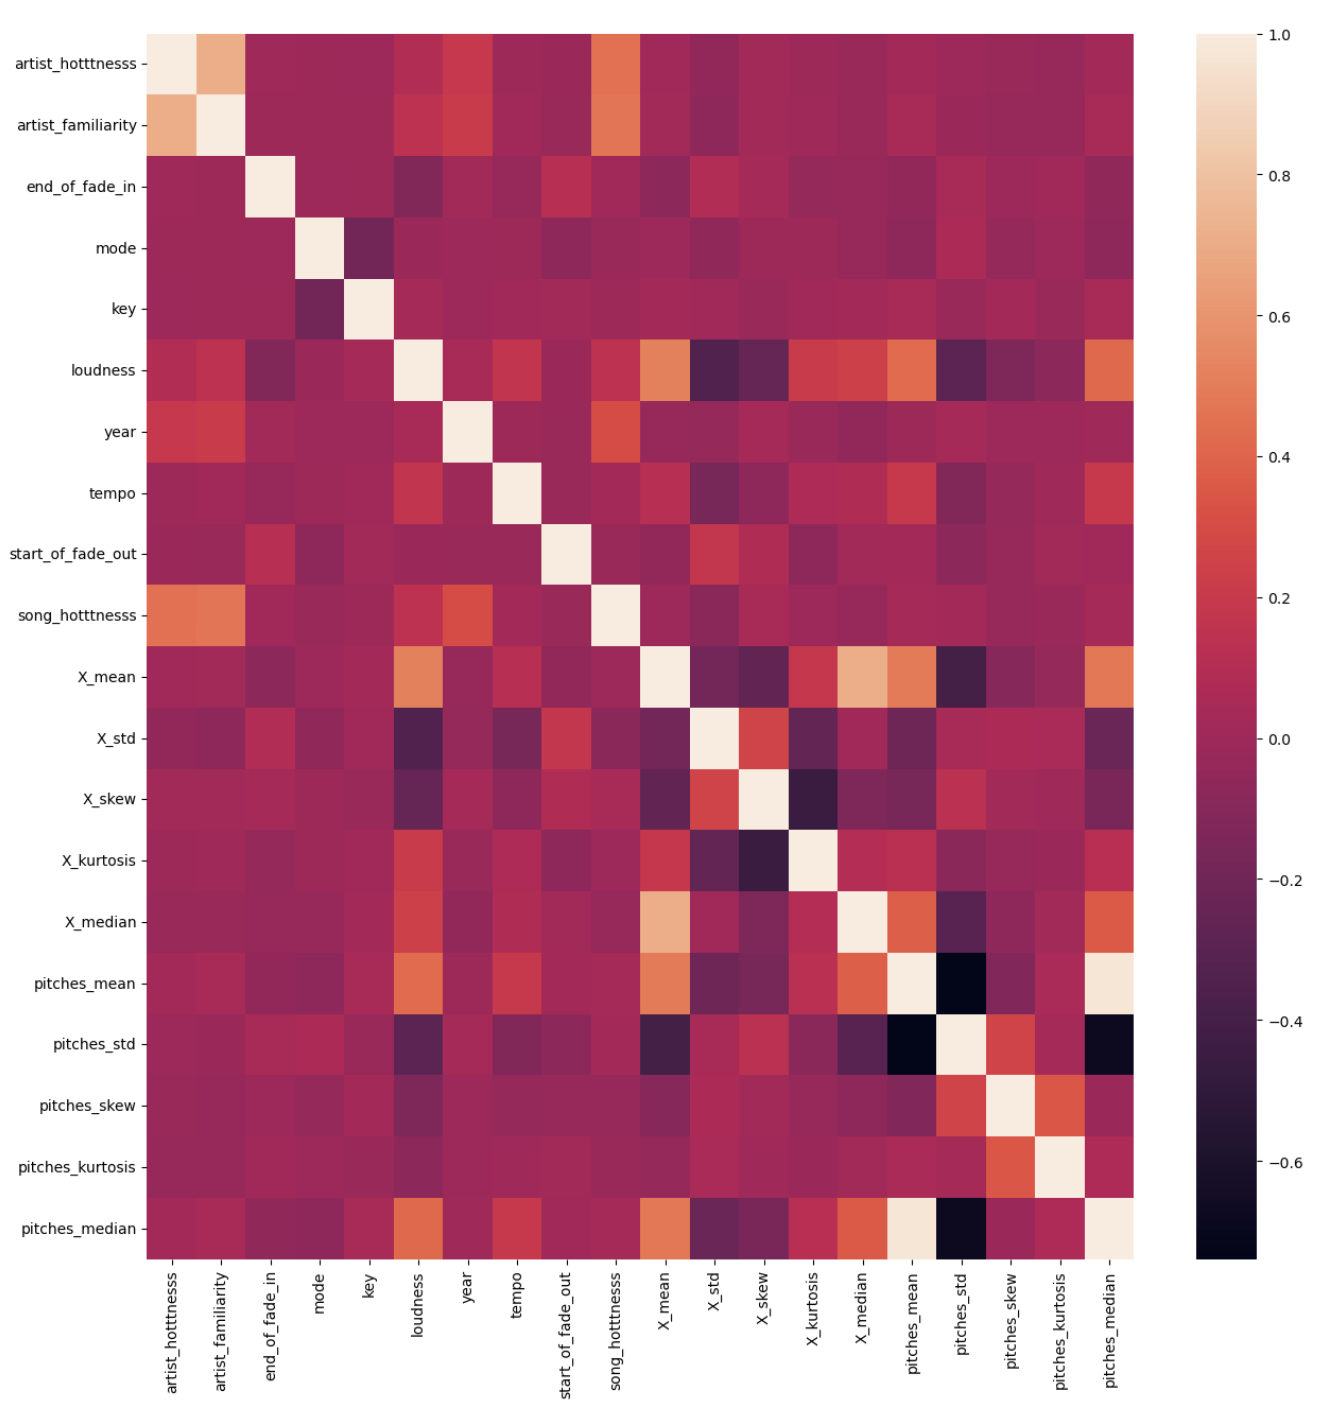 artist_hotttnesss
artist_familiarity
end_of_fade_in
mode
key
loudness
year
tempo
start_of_fade_out
song_hotttnesss
X_mean
X_std
X_skew
X_kurtosis
X_median
pitches_mean
pitches_std
pitches_skew
pitches_kurtosis
pitches_median
artist_hotttnesss
artist_familiarity
end_of_fade_in
mode
key
loudness
year
tempo
start_of_fade_out
song_hotttnesss
X_mean
X_std
X_skew
X_kurtosis
X_median
pitches_mean
pitches_std
pitches_skew
pitches_kurtosis
pitches_median
1.0
0.8
0.6
0.4
0.2
0.0
−0.2
−0.4
−0.6